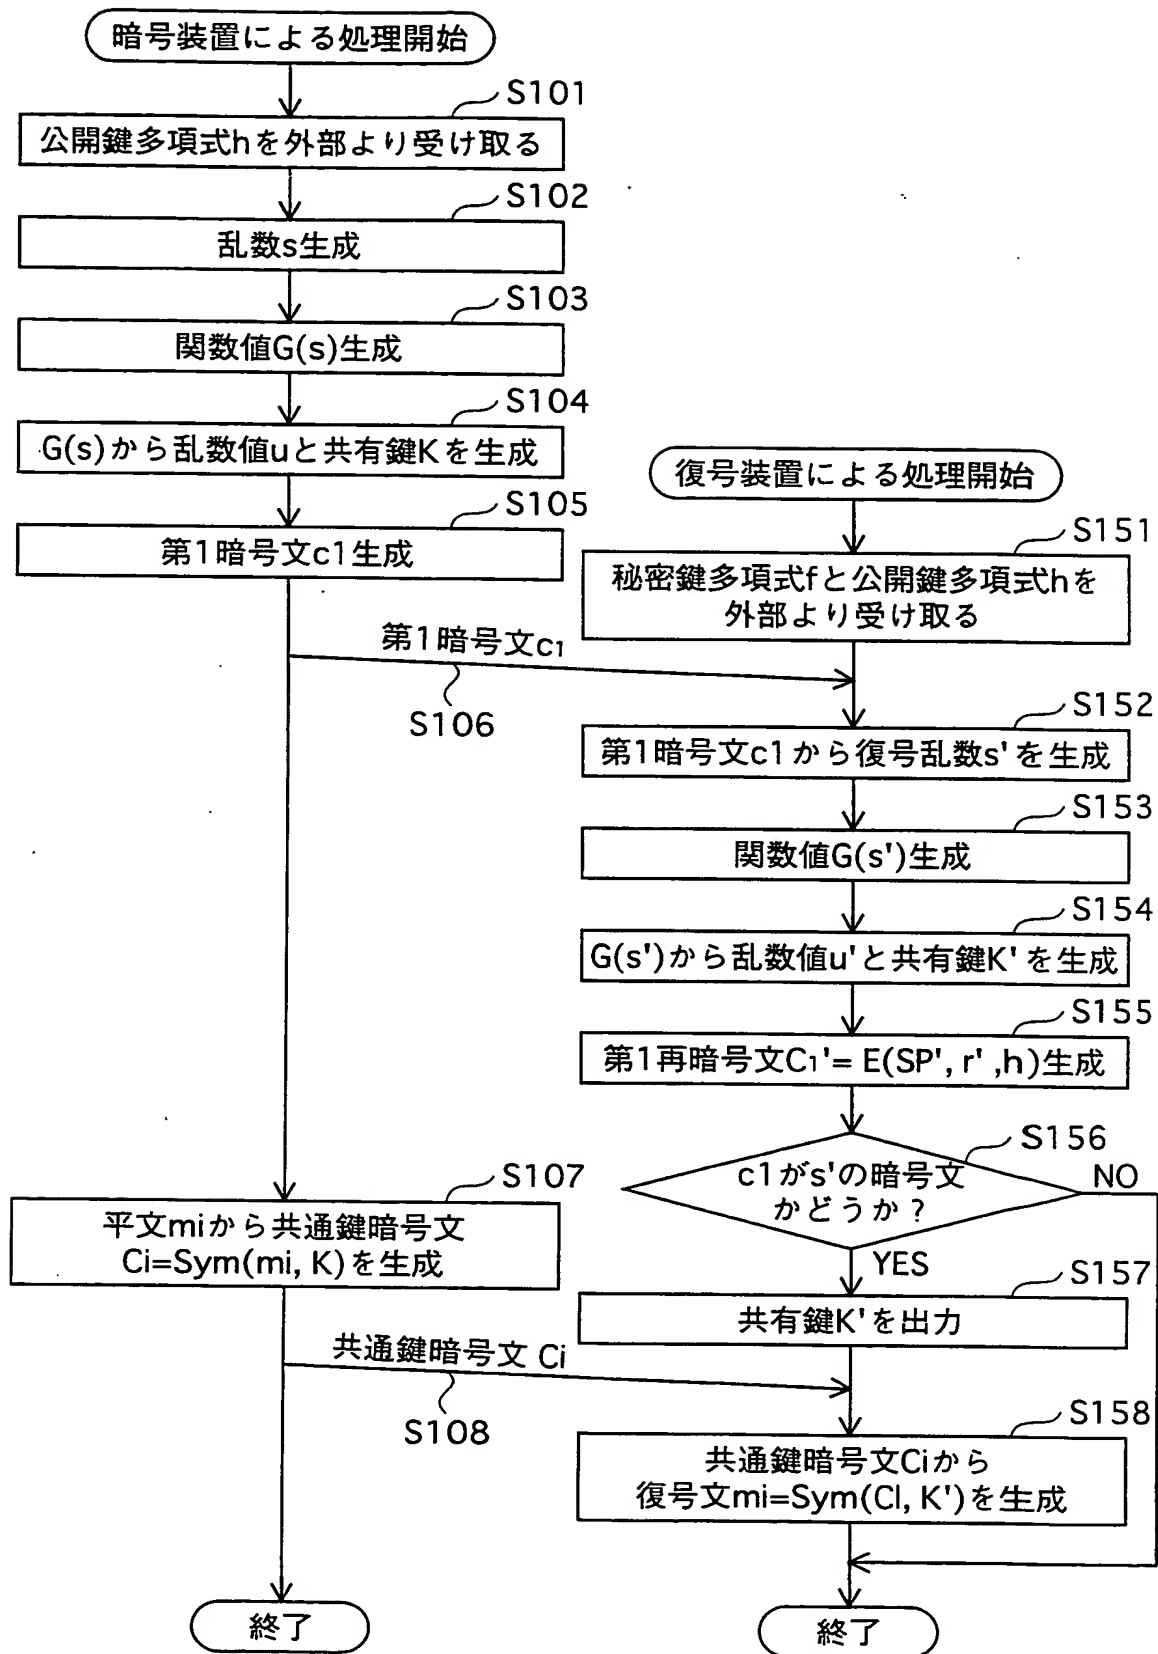 暗号装置による処理開始
S101
公開鍵多項式hを外部より受け取る
S102
乱数s生成
S103
関数値G(s)生成
S104
G(s)から乱数値uと共有鍵Kを生成
S105
第1暗号文c1生成
第1暗号文c1
S106
S107
平文miから共通鍵暗号文
Ci=Sym(mi, K)を生成
共通鍵暗号文 Ci
S108
終了
復号装置による処理開始
S151
秘密鍵多項式fと公開鍵多項式hを
外部より受け取る
S152
第1暗号文c1から復号乱数s'を生成
S153
関数値G(s')生成
S154
G(s')から乱数値u'と共有鍵K'を生成
S155
第1再暗号文C1'= E(SP', r' ,h)生成
S156
c1がs'の暗号文
かどうか？
NO
YES
S157
共有鍵K'を出力
S158
共通鍵暗号文Ciから
復号文mi=Sym(CI, K')を生成
終了